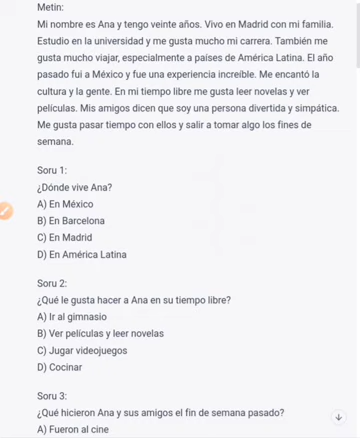 Metin:
Mi nombre es Ana y tengo veinte años. Vivo en Madrid con mi familia.
Estudio en la universidad y me gusta mucho mi carrera. También me
gusta mucho viajar, especialmente a países de América Latina. El año
pasado fui a México y fue una experiencia increíble. Me encantó la
cultura y la gente. En mi tiempo libre me gusta leer novelas y ver
películas. Mis amigos dicen que soy una persona divertida y simpática.
Me gusta pasar tiempo con ellos y salir a tomar algo los fines de
semana.
Soru 1:
¿Dónde vive Ana?
A) En México
B) En Barcelona
C) En Madrid
D) En América Latina
Soru 2:
¿Qué le gusta hacer a Ana en su tiempo libre?
A) Ir al gimnasio
B) Ver películas y leer novelas
C) Jugar videojuegos
D) Cocinar
Soru 3:
¿Qué hicieron Ana y sus amigos el fin de semana pasado?
A) Fueron al cine